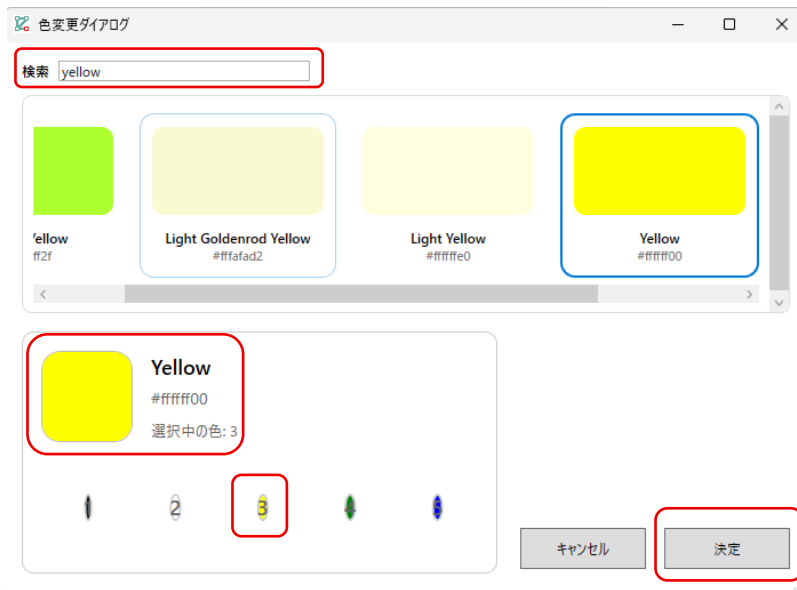 色変更ダイアログ
検索 yellow
Yellow
ff2f
Light Goldenrod Yellow
#fffafad2
Light Yellow
#ffffffe0
Yellow
#ffffff00
Yellow
#ffffff00
選択中の色: 3
1 2 3 4 5
キャンセル 決定